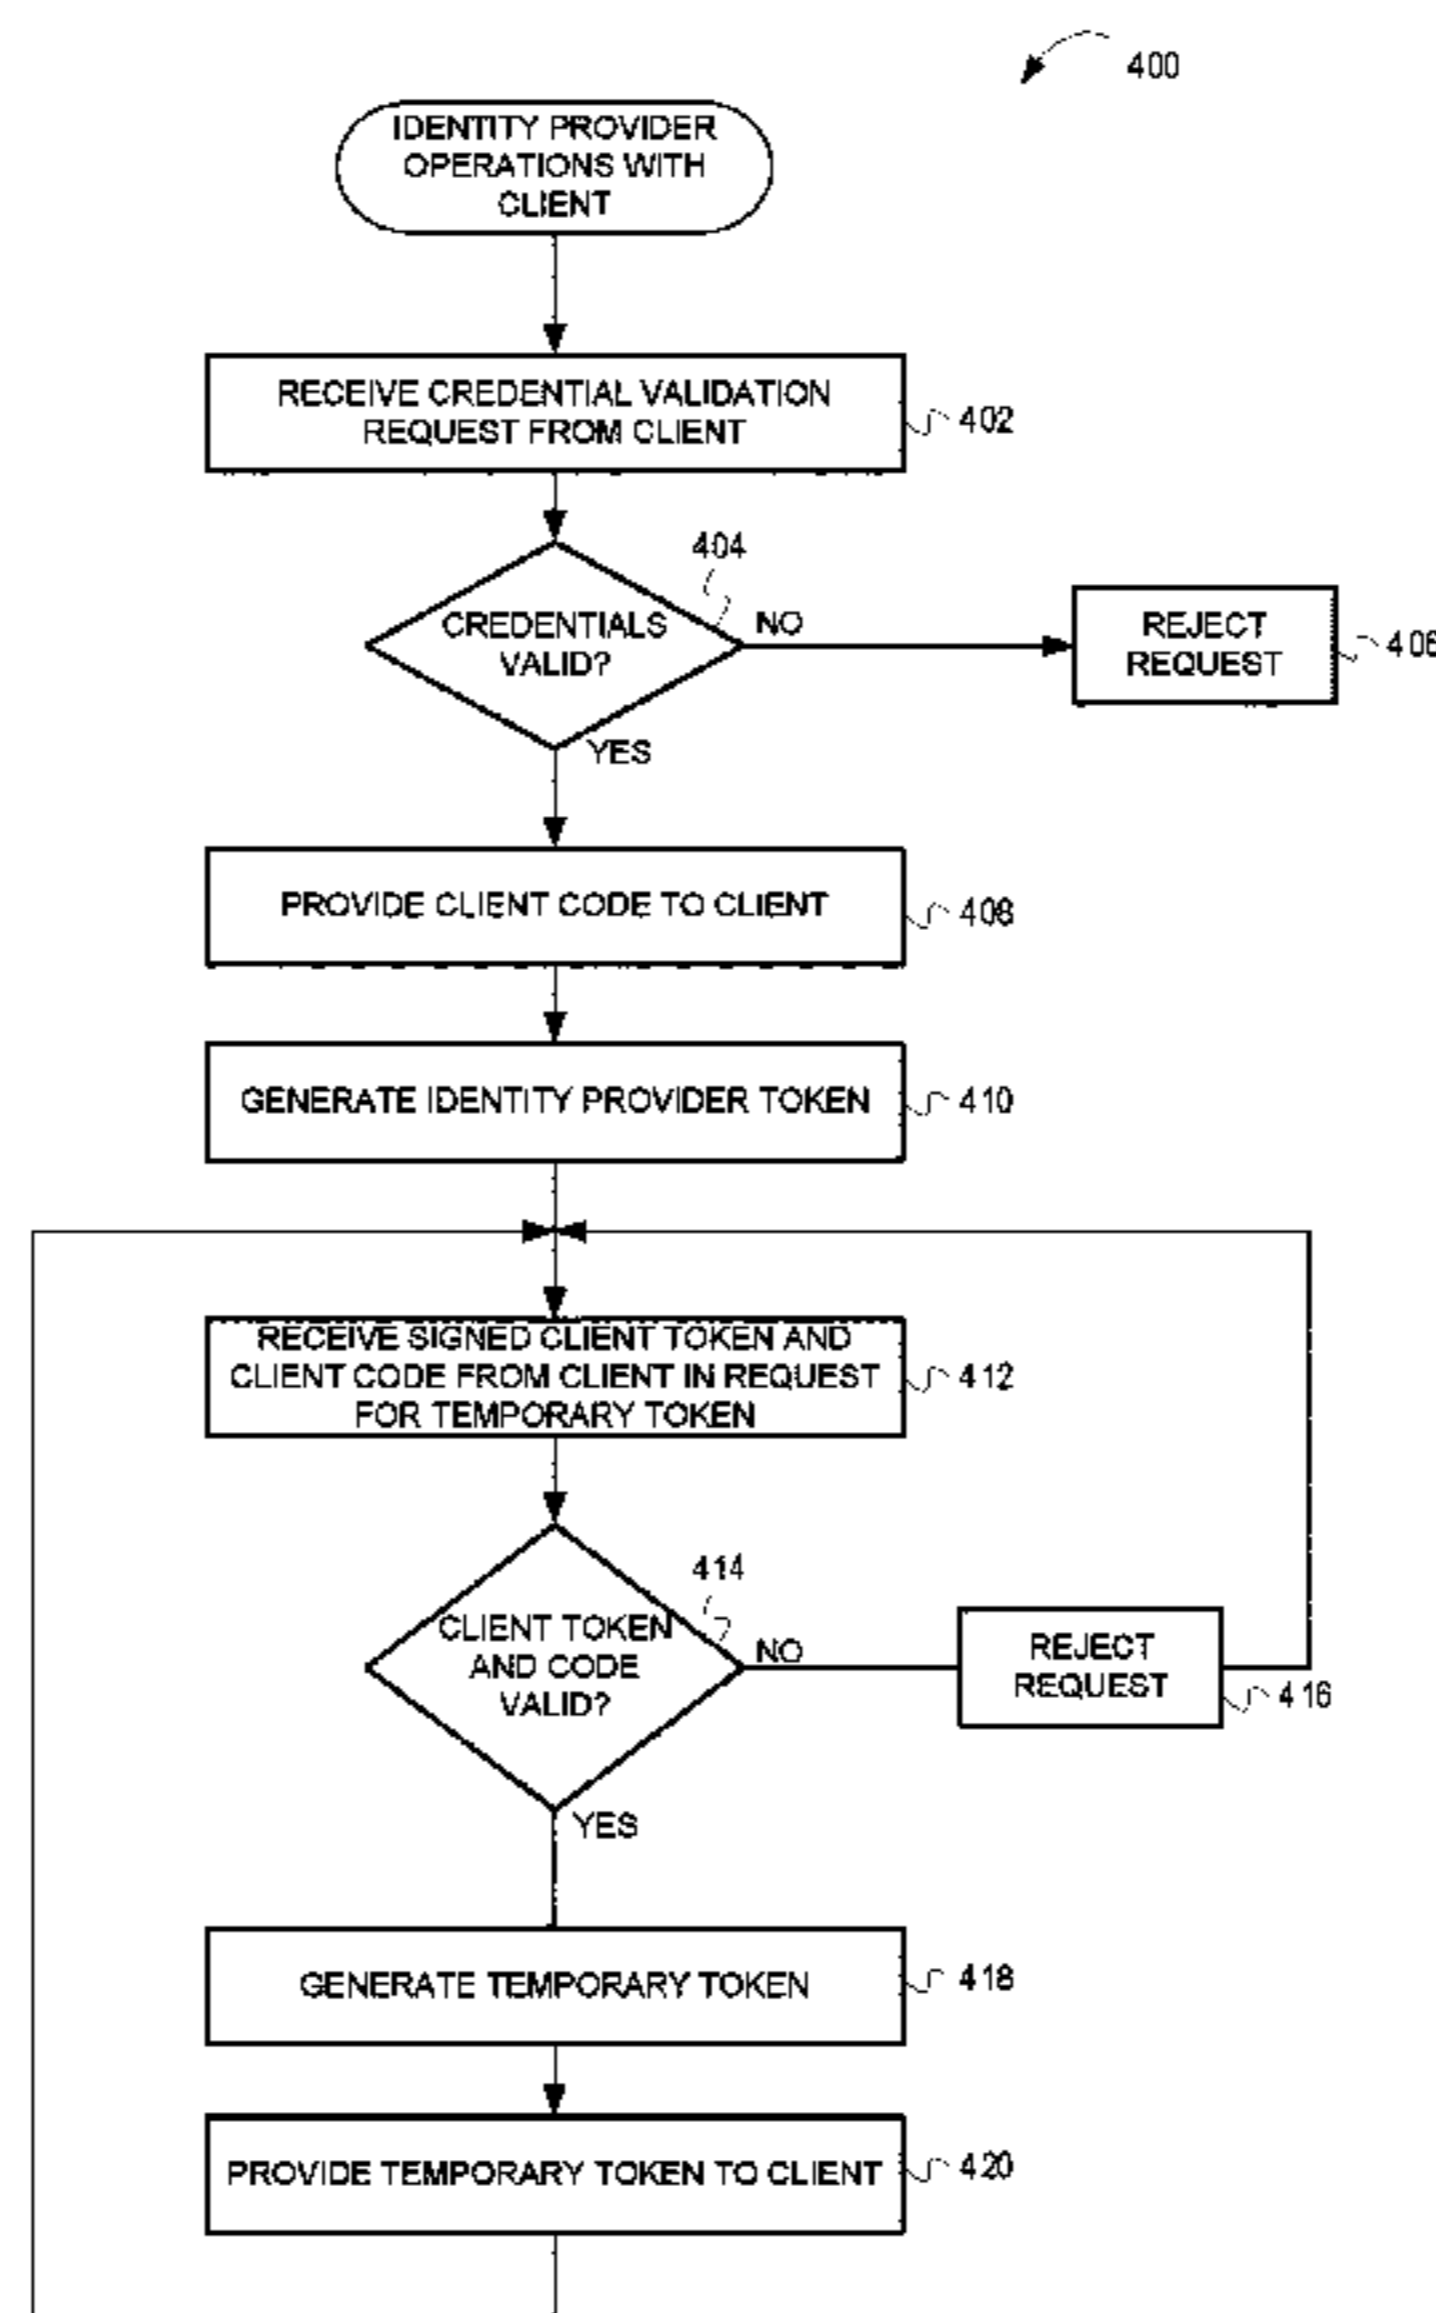 400
IDENTITY PROVIDER
OPERATIONS WITH
CLIENT
RECEIVE CREDENTIAL VALIDATION
REQUEST FROM CLIENT
402
404
CREDENTIALS
VALID?
NO
REJECT
REQUEST
406
YES
PROVIDE CLIENT CODE TO CLIENT
408
GENERATE IDENTITY PROVIDER TOKEN
410
RECEIVE SIGNED CLIENT TOKEN AND
CLIENT CODE FROM CLIENT IN REQUEST
FOR TEMPORARY TOKEN
412
414
CLIENT TOKEN
AND CODE
VALID?
NO
REJECT
REQUEST
416
YES
GENERATE TEMPORARY TOKEN
418
PROVIDE TEMPORARY TOKEN TO CLIENT
420